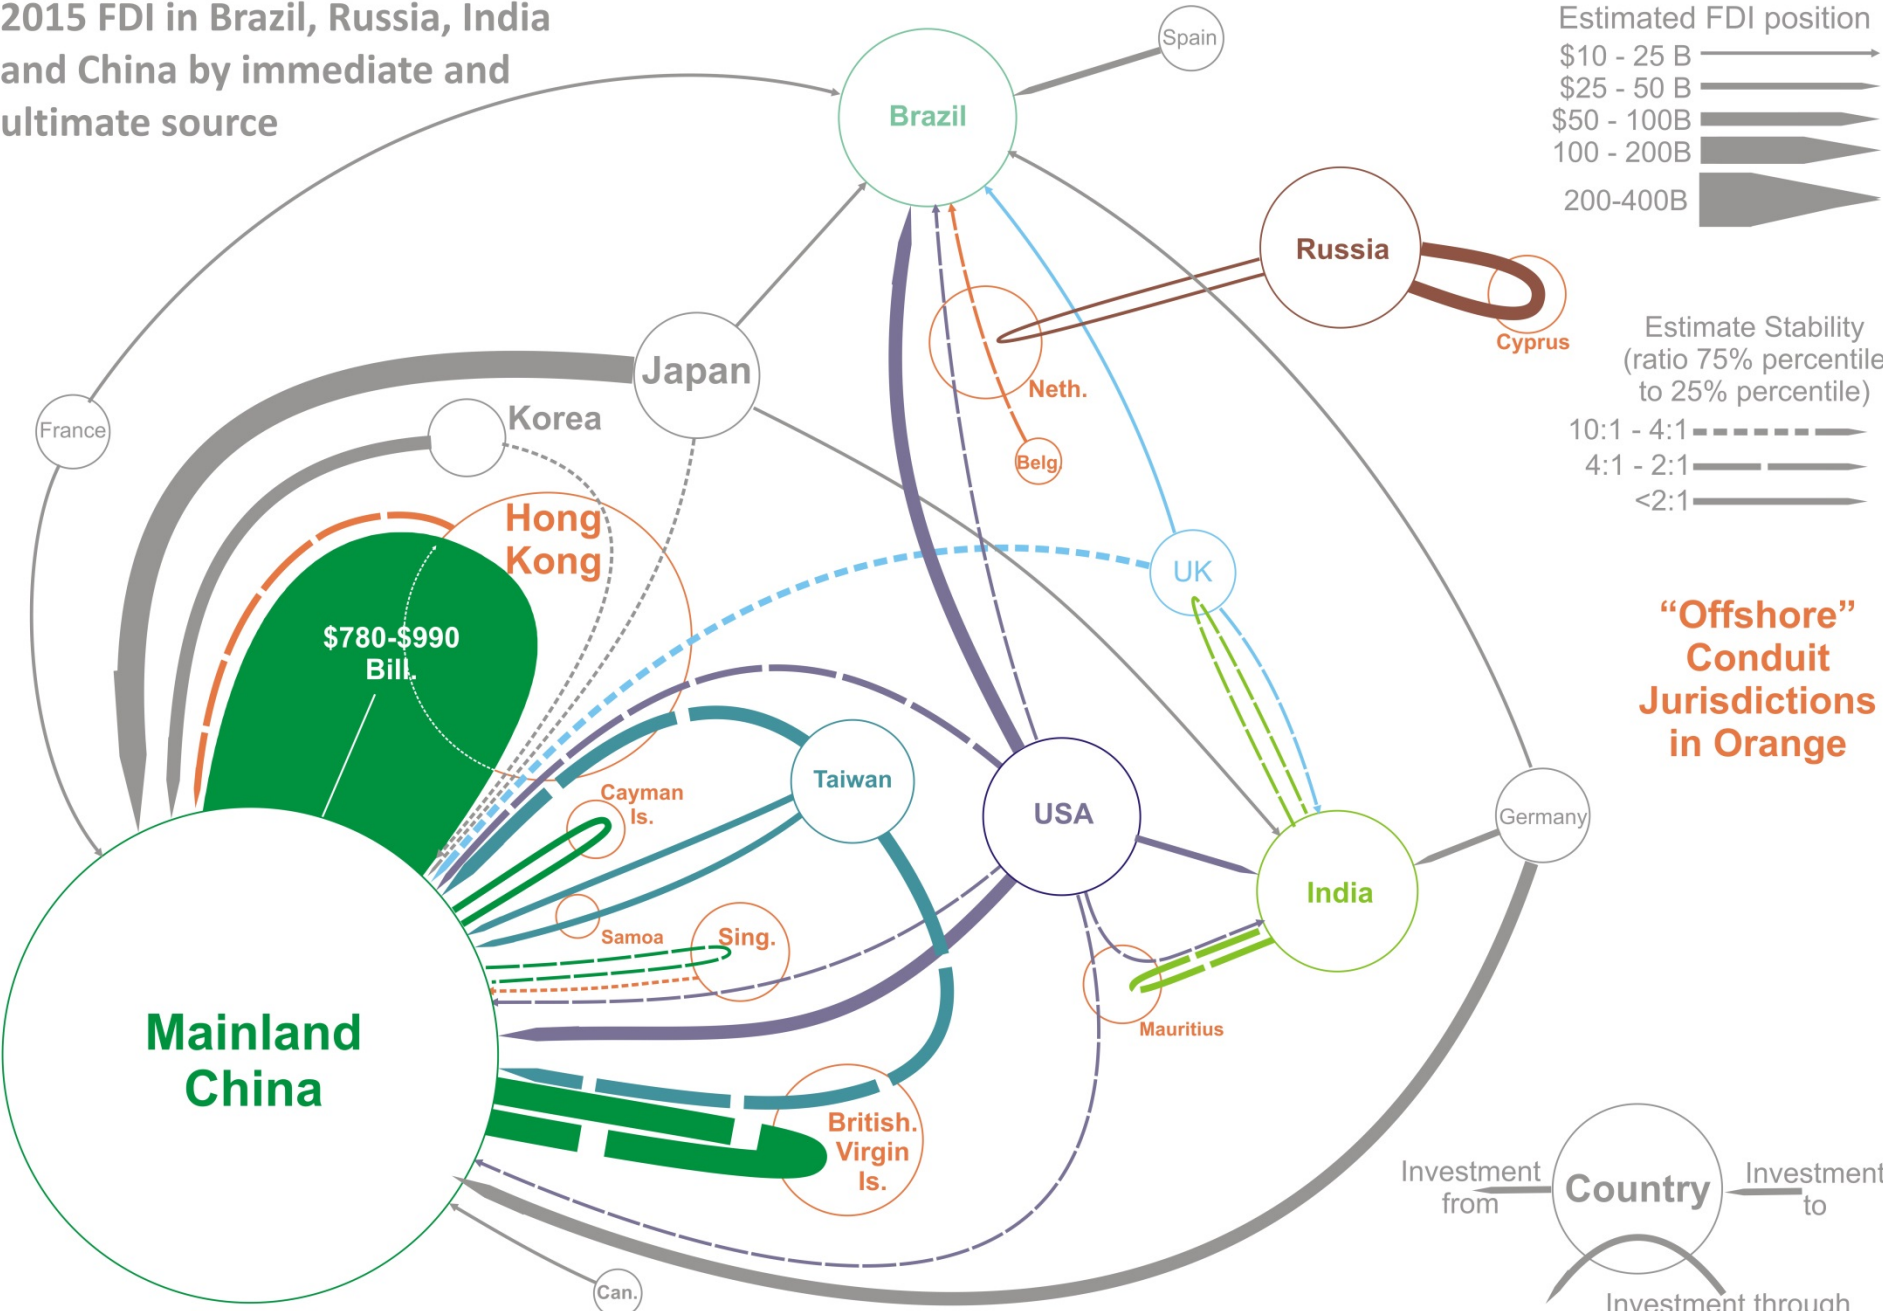 2015 FDI in Brazil, Russia, India
and China by immediate and
ultimate source
Spain
Brazil
Estimated FDI position
$10 - 25 B
$25 - 50 B
$50 - 100B
100 - 200B
200-400B
Russia
Cyprus
Estimate Stability
(ratio 75% percentile
to 25% percentile)
10:1 - 4:1
4:1 - 2:1
<2:1
Japan
Neth.
Belg.
France
Korea
Hong
Kong
UK
$780-$990
Bill.
“Offshore”
Conduit
Jurisdictions
in Orange
Cayman
Is.
Taiwan
USA
Germany
India
Samoa
Sing.
Mauritius
Mainland
China
British.
Virgin
Is.
Can.
Investment
from
Country
Investment
to
Investment through